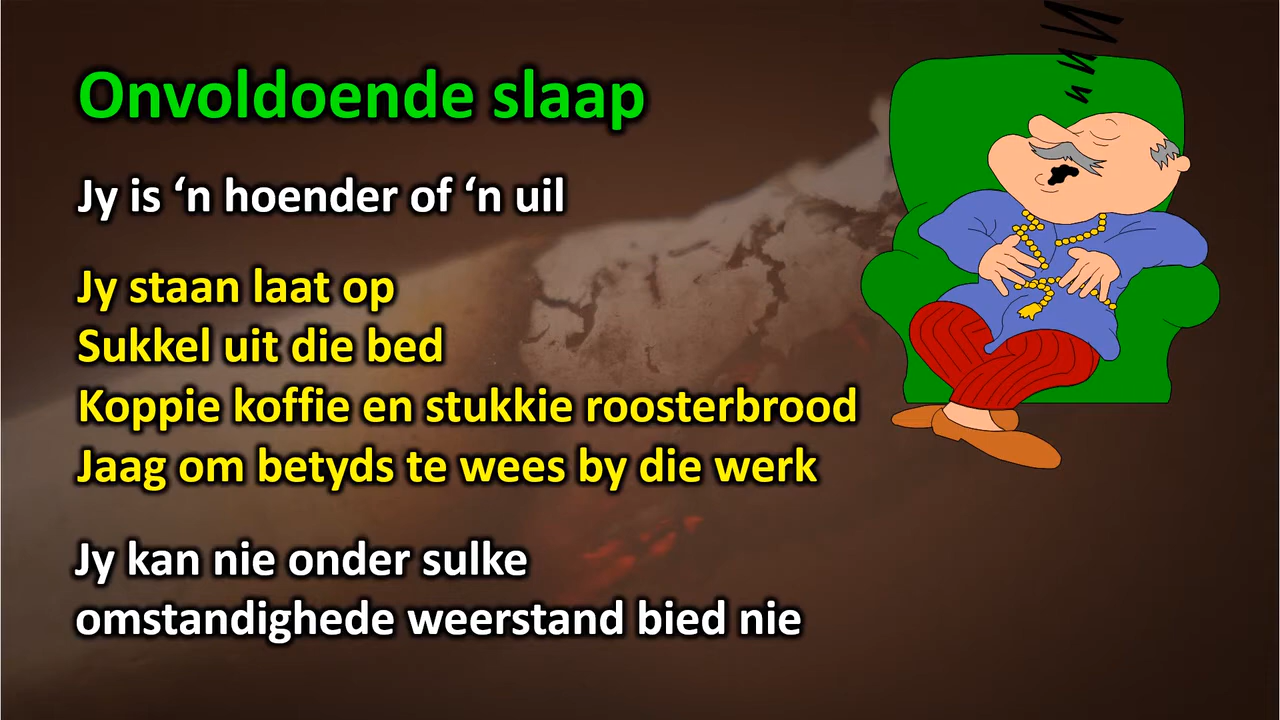 Onvoldoende slaap
Jy is ‘n hoender of ‘n uil
Jy staan laat op
Sukkel uit die bed
Koppie koffie en stukkie roosterbrood
Jaag om betyds te wees by die werk
Jy kan nie onder sulke
omstandighede weerstand bied nie